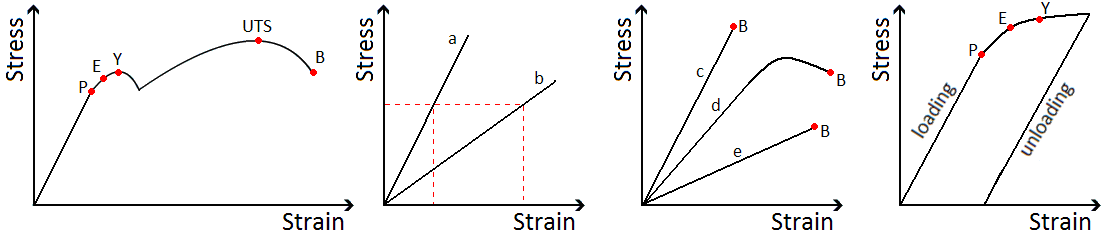 Stress
P
E
Y
UTS
B
Strain
Stress
a
b
Strain
Stress
c
B
d
B
e
B
Strain
Stress
P
E
Y
loading
unloading
Strain